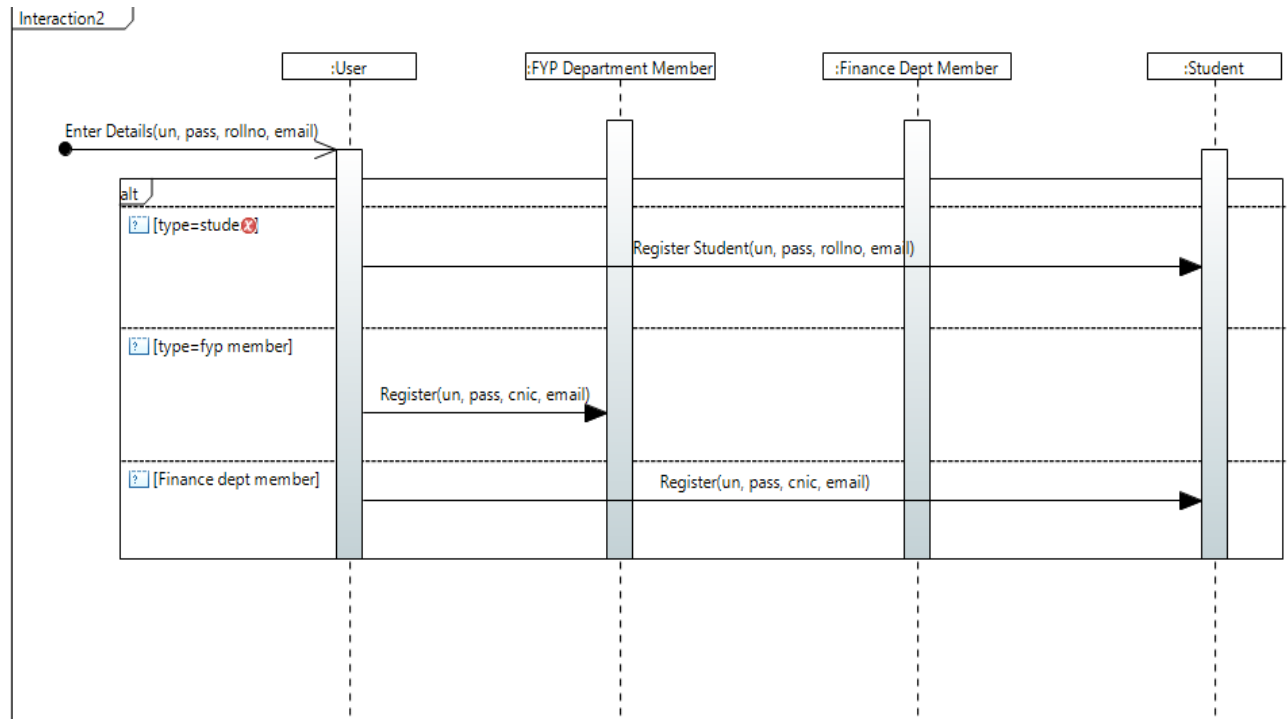 Interaction2
:User
:FYP Department Member
:Finance Dept Member
:Student
Enter Details(un, pass, rollno, email)
alt
[type=stude
Register Student(un, pass, rollno, email)
[type=fyp member]
Register(un, pass, cnic, email)
[Finance dept member]
Register(un, pass, cnic, email)